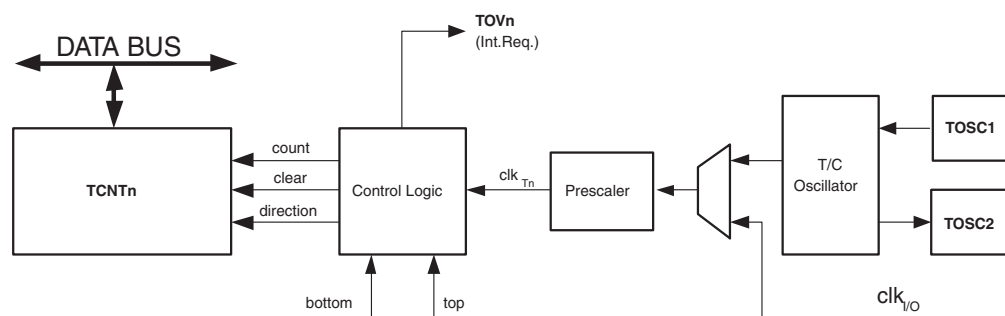 TOVn
(Int.Req.)
DATA BUS
TCNTn
count
clear
direction
Control Logic
clk Tn
Prescaler
T/C
Oscillator
TOSC1
TOSC2
bottom
top
clk I/O